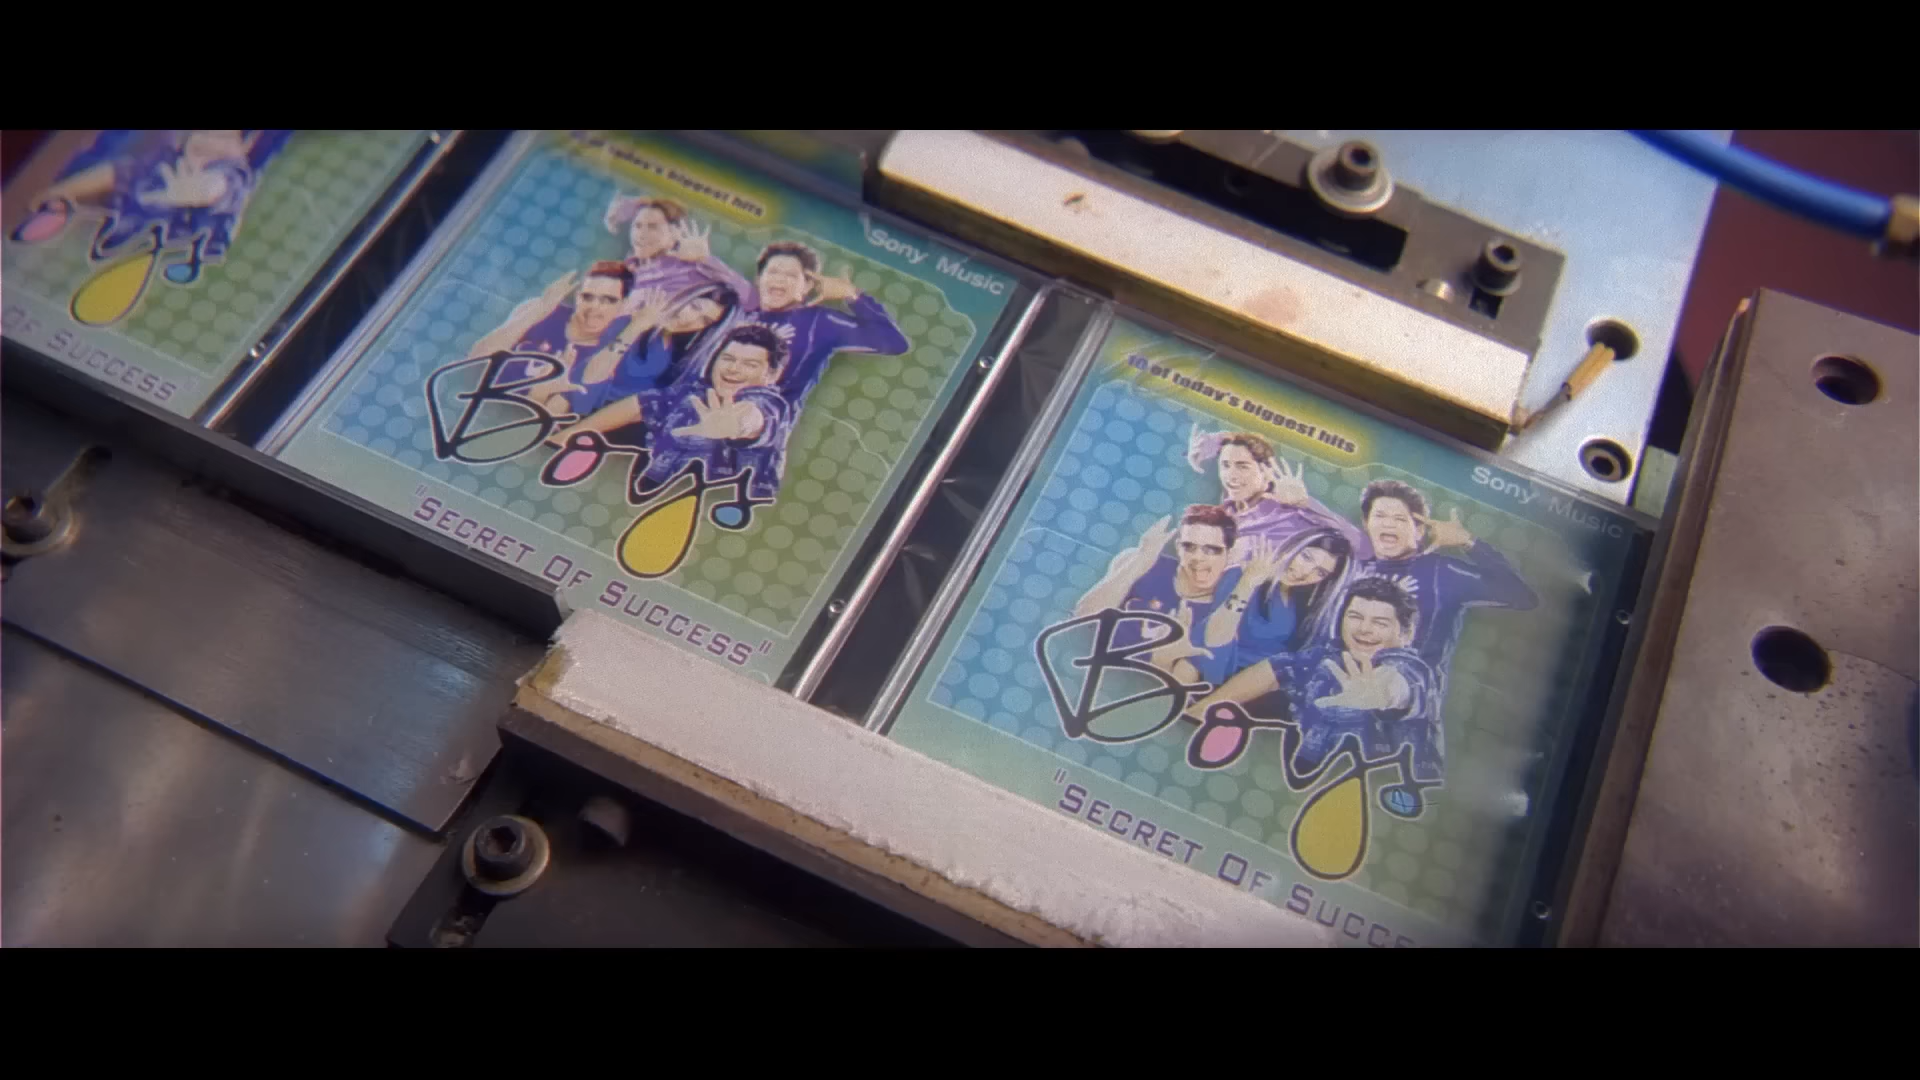 OF SUCCESS"
of today's biggest hits
Sony Music
Boys
"SECRET OF SUCCESS"
10 of today's biggest hits
Sony Music
Boys
"SECRET OF